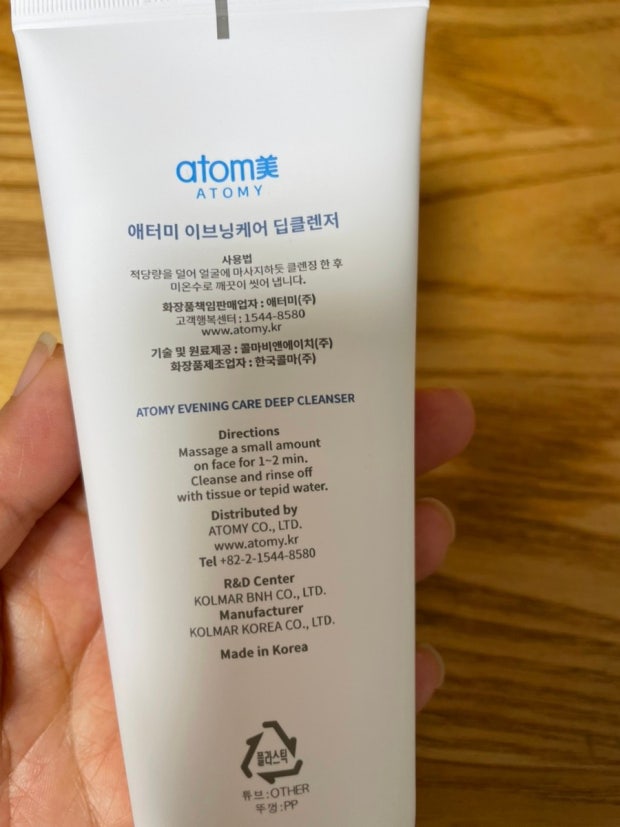 atom美
ATOMY
애터미 이브닝케어 딥클렌저
사용법
적당량을 덜어 얼굴에 마사지하듯 클렌징 한 후
미온수로 깨끗이 씻어 냅니다.
화장품책임판매업자 : 애터미(주)
고객행복센터 : 1544-8580
www.atomy.kr
기술 및 원료제공 : 콜마비앤에이치(주)
화장품제조업자 : 한국콜마(주)
ATOMY EVENING CARE DEEP CLEANSER
Directions
Massage a small amount
on face for 1~2 min.
Cleanse and rinse off
with tissue or tepid water.
Distributed by
ATOMY CO., LTD.
www.atomy.kr
Tel +82-2-1544-8580
R&D Center
KOLMAR BNH CO., LTD.
Manufacturer
KOLMAR KOREA CO., LTD.
Made in Korea
플라스틱
튜브:OTHER
뚜껑:PP